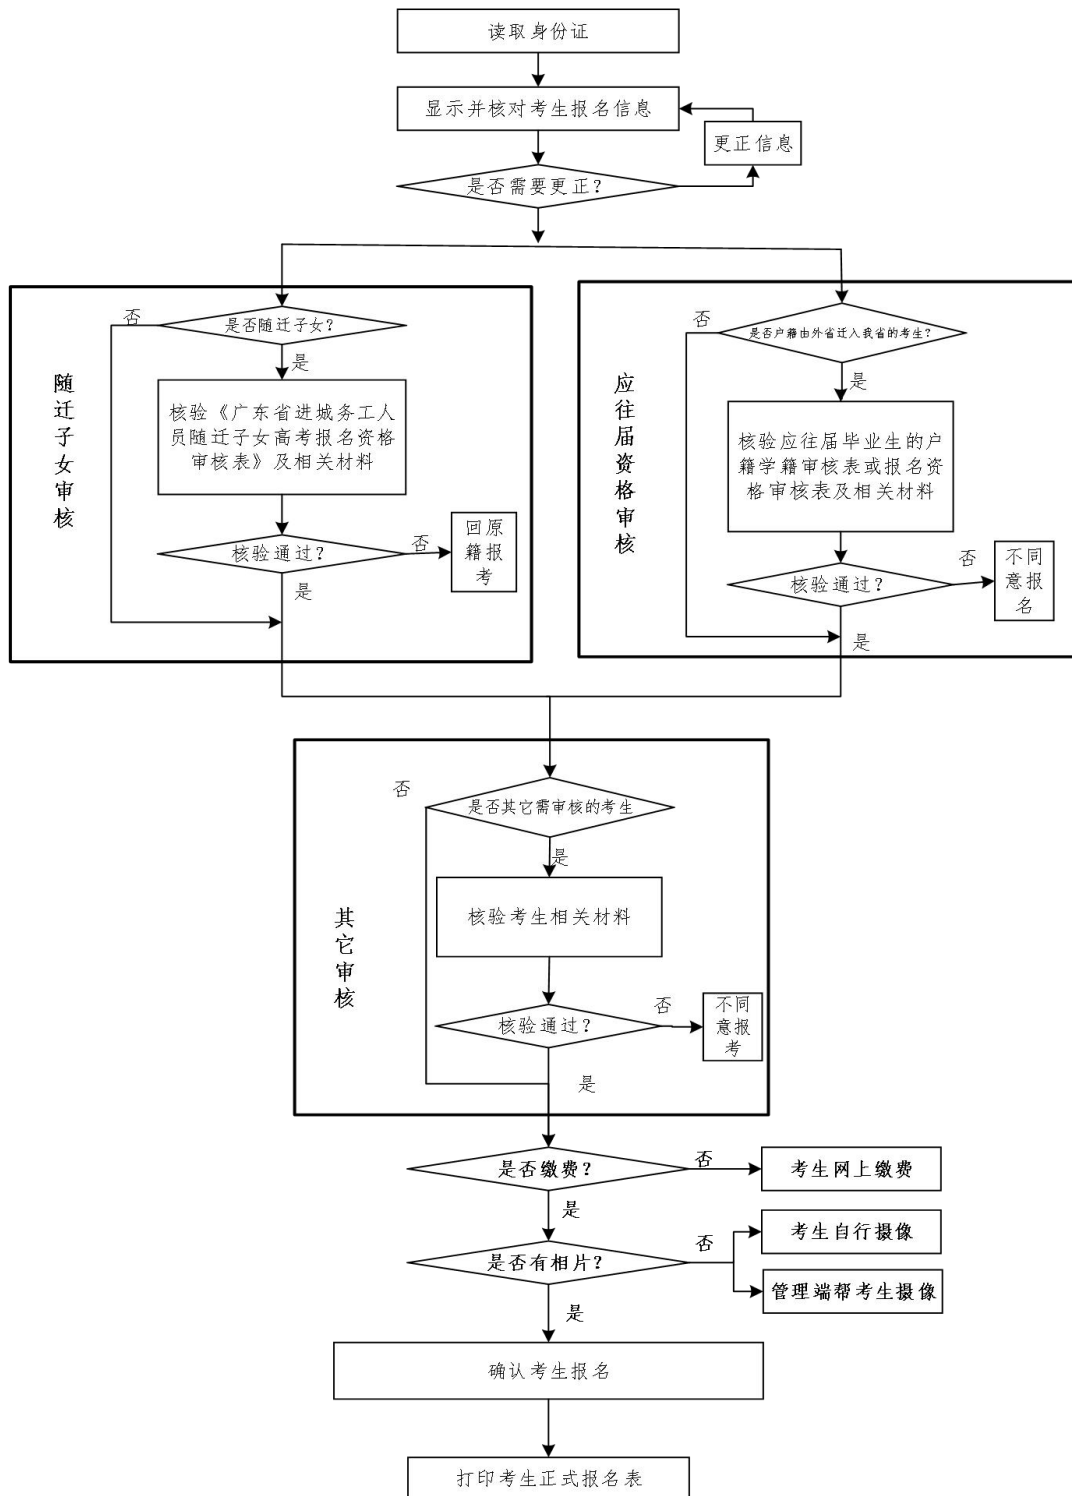 读取身份证
显示并核对考生报名信息
更正信息
是否需要更正?
随迁子女审核
否
是否随迁子女?
是
核验《广东省进城务工人
员随迁子女高考报名资格
审核表》及相关材料
核验通过?
否
回原
籍报
考
是
应往届资格审核
否
是否户籍由外省迁入我省的考生?
是
核验应往届毕业生的户
籍学籍审核表或报名资
格审核表及相关材料
核验通过?
否
不同
意报
名
是
其它审核
否
是否其它需审核的考生
是
核验考生相关材料
核验通过?
否
不同
意报
考
是
是否缴费?
否
考生网上缴费
是
是否有相片?
否
考生自行摄像
管理端帮考生摄像
是
确认考生报名
打印考生正式报名表